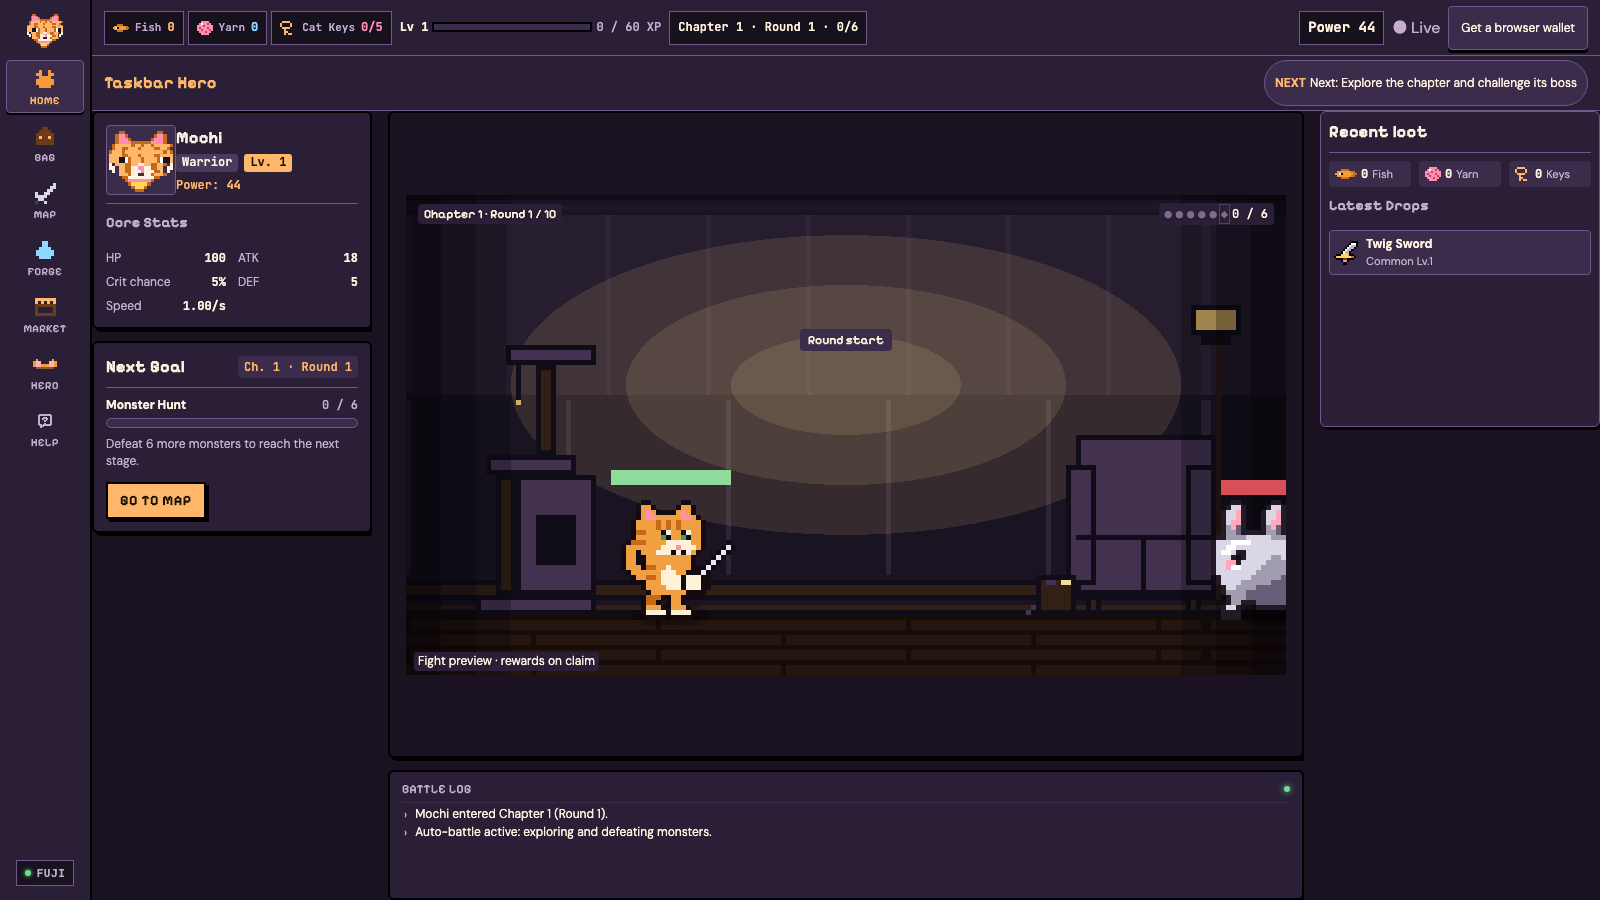 Fish 0
Yarn 0
Cat Keys 0/5
Lv 1
0 / 60 XP
Chapter 1 · Round 1 · 0/6
Power 44
Live
Get a browser wallet
HOME
BAG
MAP
FORGE
MARKET
HERO
HELP
FUJI
Taskbar Hero
NEXT Next: Explore the chapter and challenge its boss
Mochi
Warrior Lv. 1
Power: 44
Core Stats
HP 100 ATK 18
Crit chance 5% DEF 5
Speed 1.00/s
Next Goal Ch. 1 · Round 1
Monster Hunt 0 / 6
Defeat 6 more monsters to reach the next
stage.
GO TO MAP
Chapter 1 · Round 1 / 10
0 / 6
Round start
Fight preview · rewards on claim
BATTLE LOG
› Mochi entered Chapter 1 (Round 1).
› Auto-battle active: exploring and defeating monsters.
Recent loot
0 Fish
0 Yarn
0 Keys
Latest Drops
Twig Sword
Common Lv.1